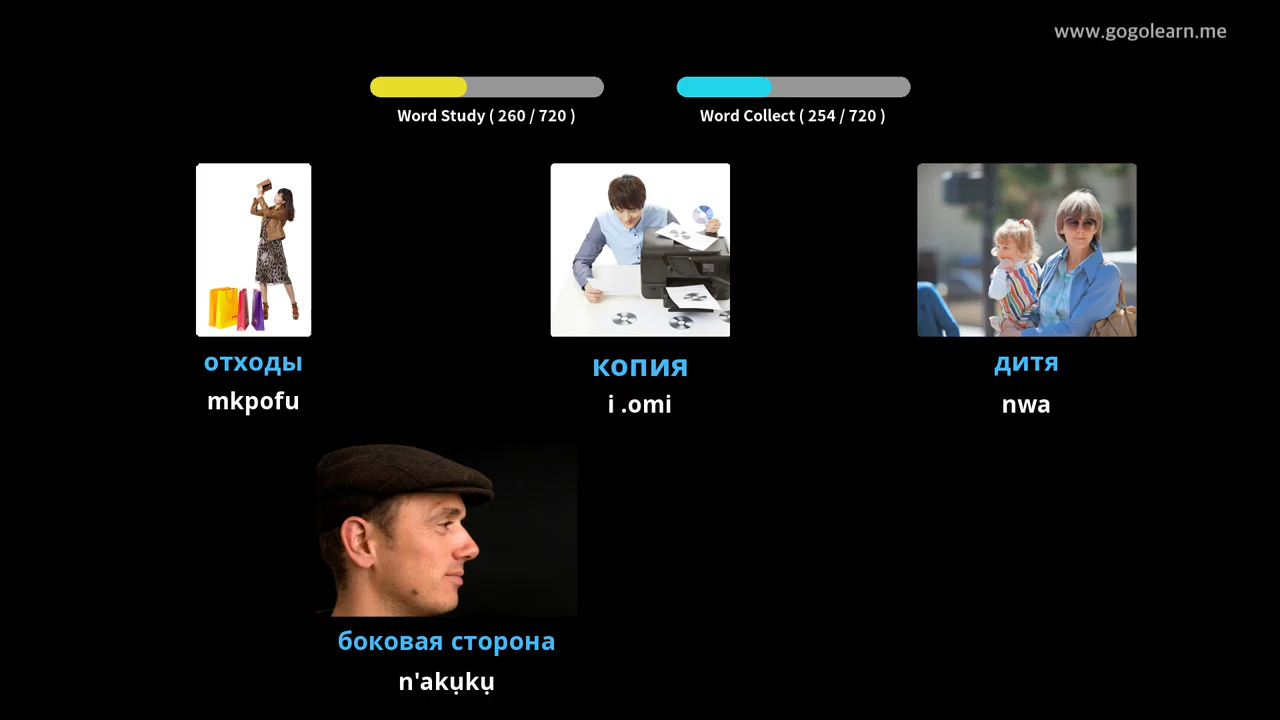 www.gogolearn.me
Word Study ( 260 / 720 )
Word Collect ( 254 / 720 )
отходы
mkpofu
копия
i .omi
дитя
nwa
боковая сторона
n'akụkụ